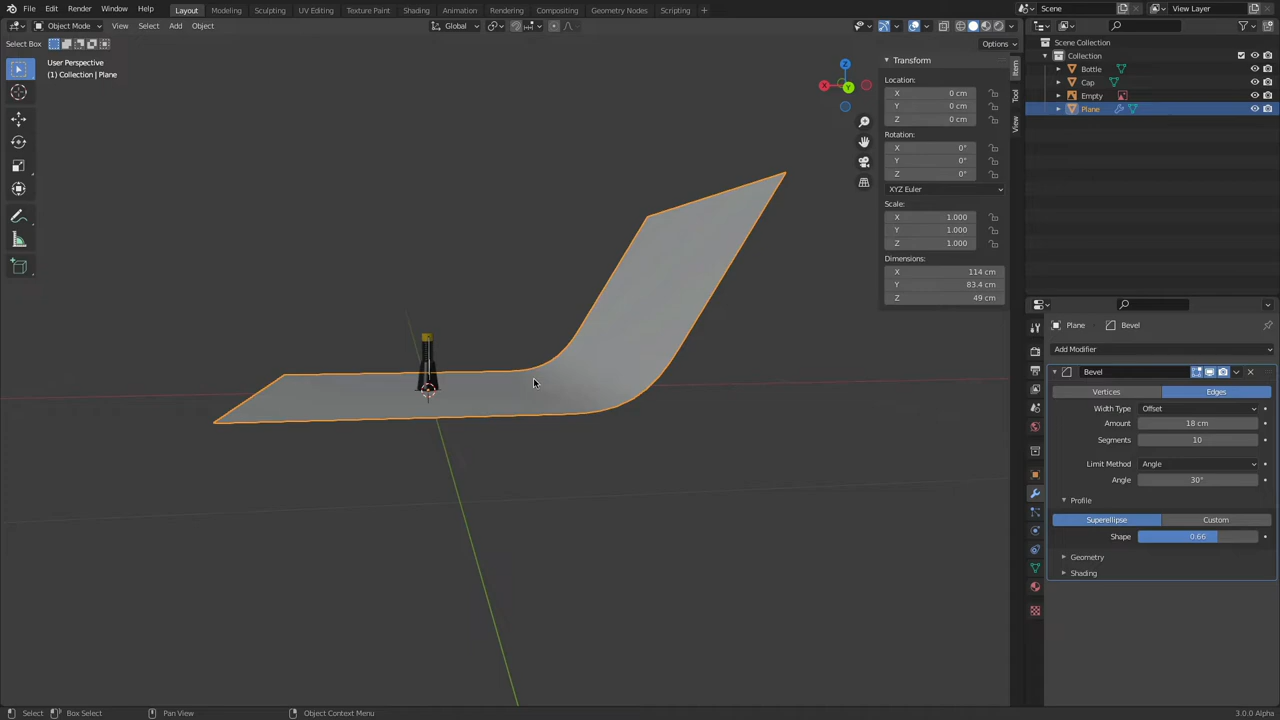 File Edit Render Window Help Layout Modeling Sculpting UV Editing Texture Paint Shading Animation Rendering Compositing Geometry Nodes Scripting + Scene View Layer
Object Mode View Select Add Object Global
Select Box Options
User Perspective
(1) Collection | Plane
X
Y
Z
Transform
Location:
X 0 cm
Y 0 cm
Z 0 cm
Rotation:
X 0°
Y 0°
Z 0°
XYZ Euler
Scale:
X 1.000
Y 1.000
Z 1.000
Dimensions:
X 114 cm
Y 83.4 cm
Z 49 cm
Item
Tool
View
Scene Collection
Collection
Bottle
Cap
Empty
Plane
Plane Bevel
Add Modifier
Bevel
Vertices Edges
Width Type Offset
Amount 18 cm
Segments 10
Limit Method Angle
Angle 30°
Profile
Superellipse Custom
Shape 0.66
Geometry
Shading
Select Box Select Pan View Object Context Menu 3.0.0 Alpha